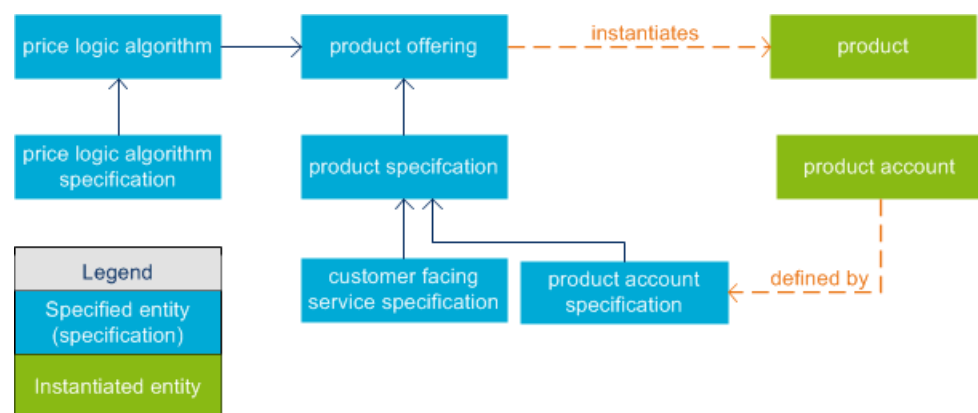 price logic algorithm
product offering
instantiates
product
price logic algorithm
specification
product specifcation
product account
Legend
Specified entity
(specification)
Instantiated entity
customer facing
service specification
product account
specification
defined by